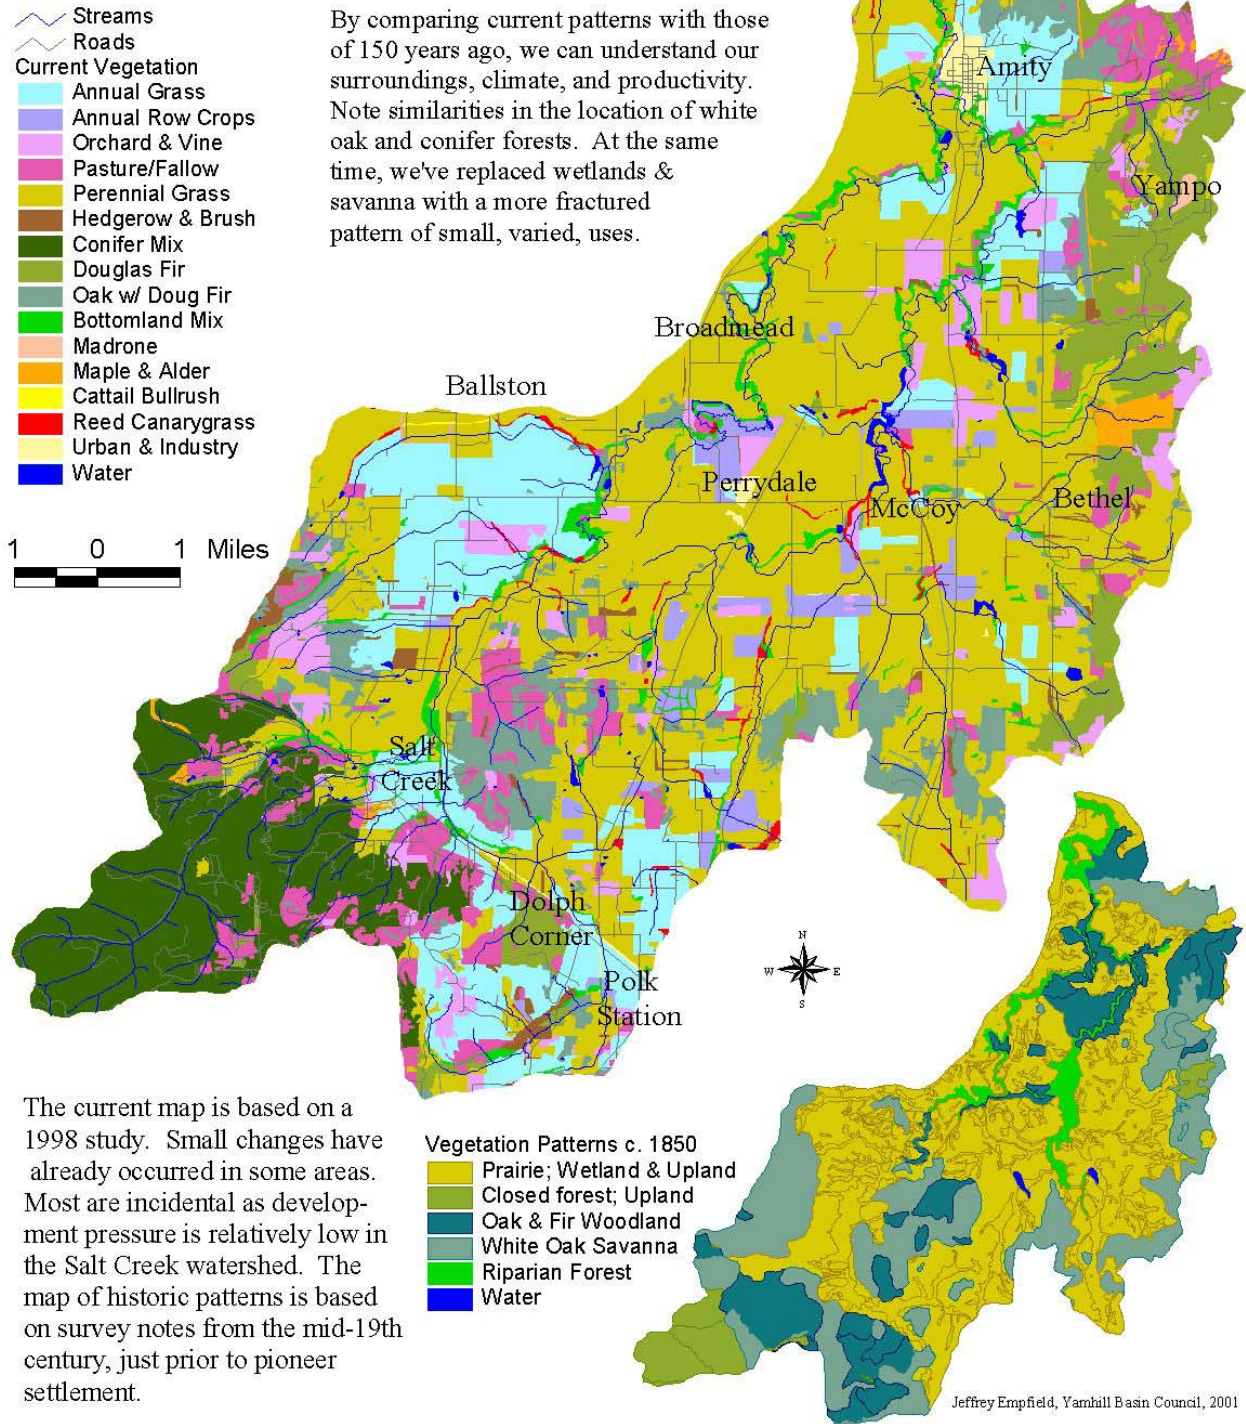 Streams
Roads
Current Vegetation
Annual Grass
Annual Row Crops
Orchard & Vine
Pasture/Fallow
Perennial Grass
Hedgerow & Brush
Conifer Mix
Douglas Fir
Oak w/ Doug Fir
Bottomland Mix
Madrone
Maple & Alder
Cattail Bullrush
Reed Canarygrass
Urban & Industry
Water
1 0 1 Miles
By comparing current patterns with those
of 150 years ago, we can understand our
surroundings, climate, and productivity.
Note similarities in the location of white
oak and conifer forests. At the same
time, we've replaced wetlands &
savanna with a more fractured
pattern of small, varied, uses.
Amity
Yampo
Broadmead
Ballston
Perrydale
McCoy
Bethel
Salt
Creek
Dolph
Corner
Polk
Station
N
W E
S
The current map is based on a
1998 study. Small changes have
already occurred in some areas.
Most are incidental as develop-
ment pressure is relatively low in
the Salt Creek watershed. The
map of historic patterns is based
on survey notes from the mid-19th
century, just prior to pioneer
settlement.
Vegetation Patterns c. 1850
Prairie; Wetland & Upland
Closed forest; Upland
Oak & Fir Woodland
White Oak Savanna
Riparian Forest
Water
Jeffrey Empfield, Yamhill Basin Council, 2001